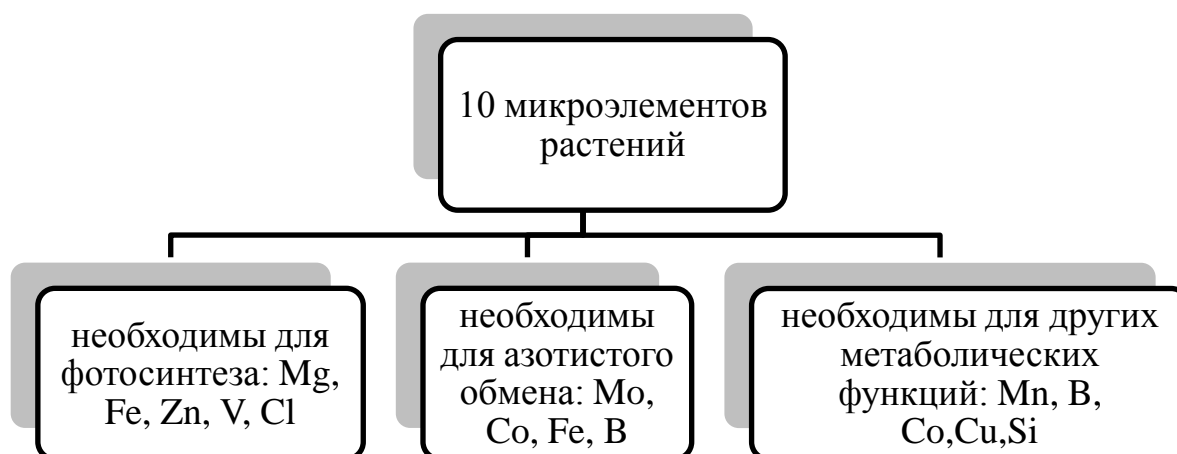 10 микроэлементов
растений
необходимы для
фотосинтеза: Mg,
Fe, Zn, V, Cl
необходимы
для азотистого
обмена: Mo,
Co, Fe, B
необходимы для других
метаболических
функций: Mn, B,
Co,Cu,Si